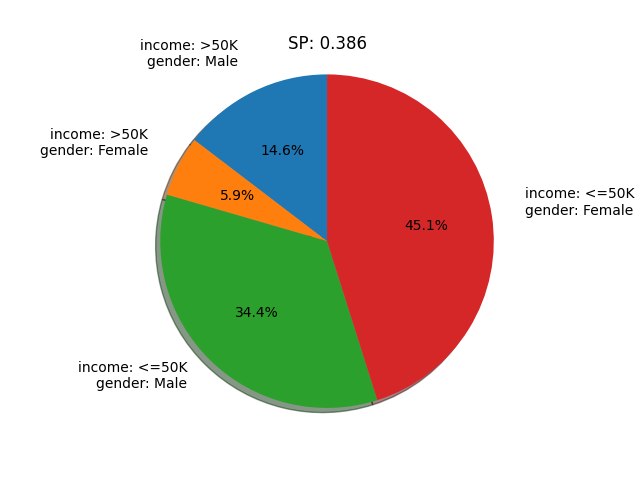 SP: 0.386
income: >50K
gender: Male
14.6%
income: >50K
gender: Female
5.9%
income: <=50K
gender: Female
45.1%
34.4%
income: <=50K
gender: Male